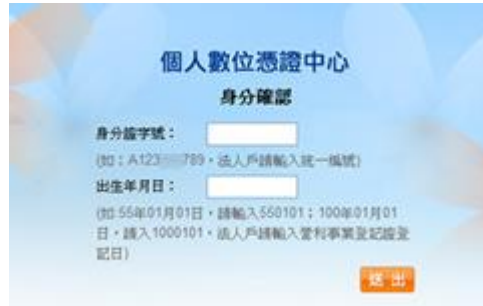 個人數位憑證中心
身分確認
身分證字號：
(如：A123 789，法人戶請輸入統一編號)
出生年月日：
(如:55年01月01日，請輸入550101；100年01月01
日，請入1000101，法人戶請輸入營利事業登記證登
記日)
送 出